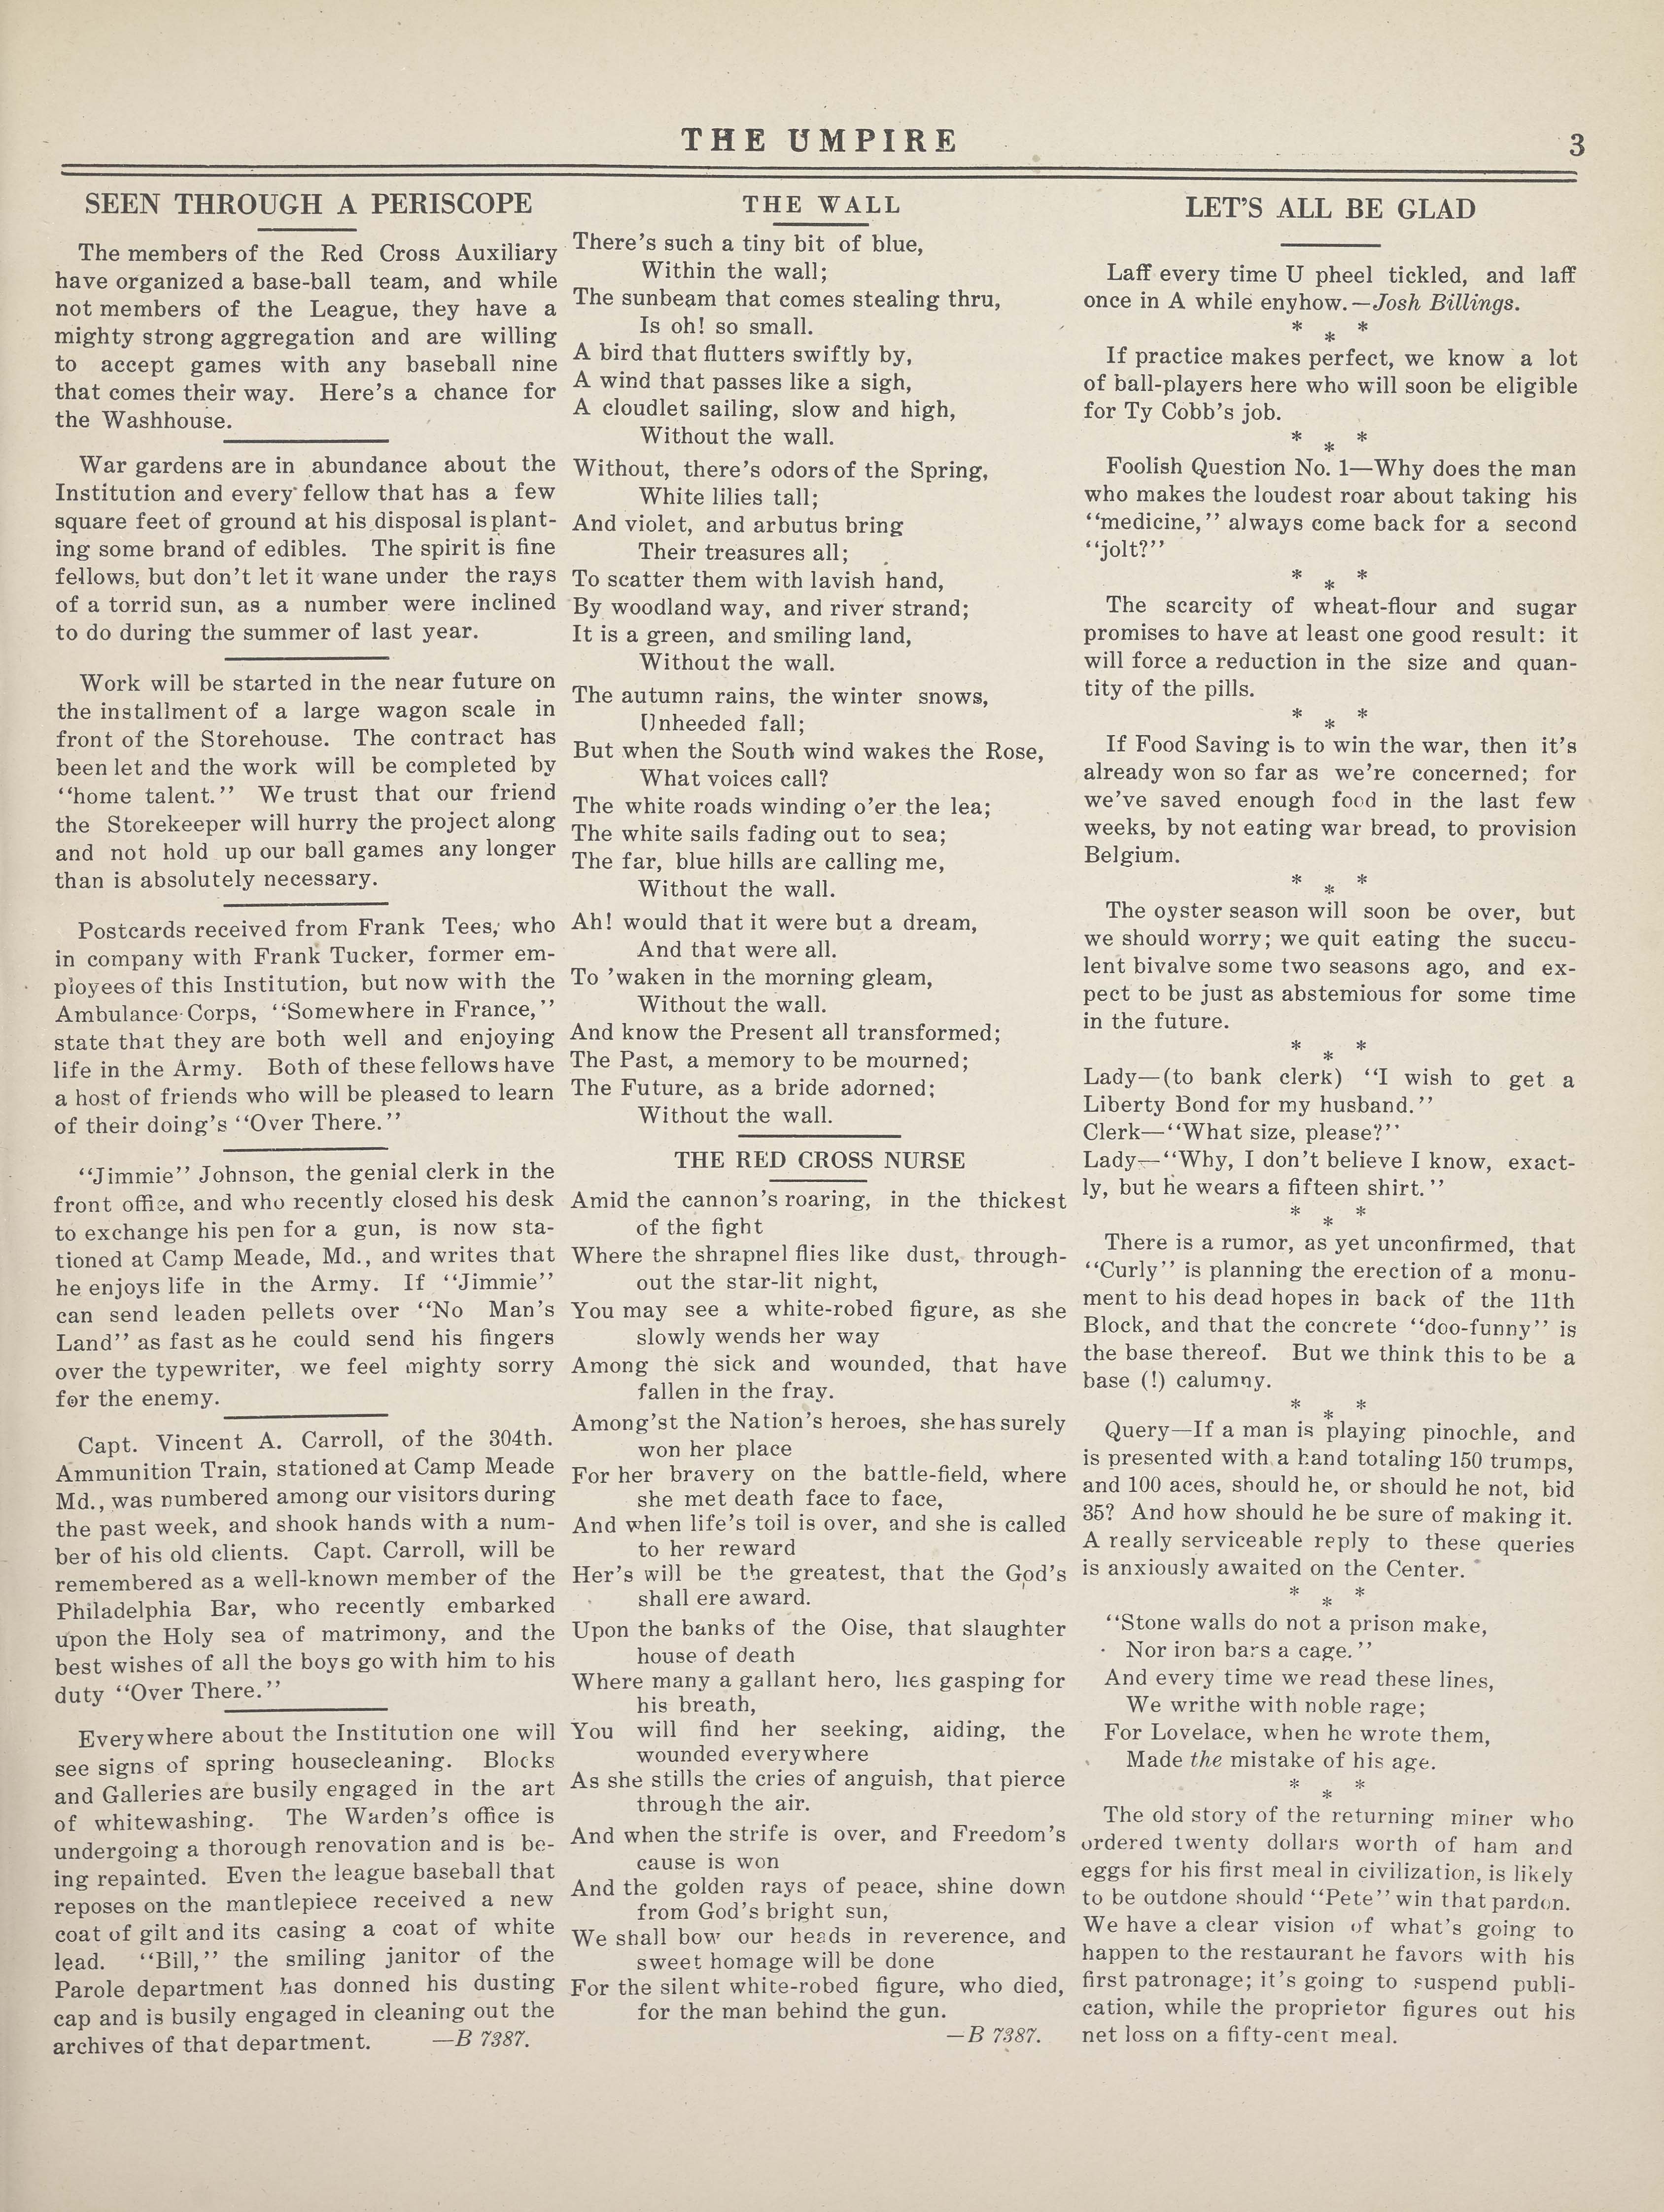 THE UMPIRE
3
SEEN THROUGH A PERISCOPE
The members of the Red Cross Auxiliary
have organized a base-ball team, and while
not members of the League, they have a
mighty strong aggregation and are willing
to accept games with any baseball nine
that comes their way. Here's a chance for
the Washhouse.
War gardens are in abundance about the
Institution and every fellow that has a few
square feet of ground at his disposal is plant-
ing some brand of edibles. The spirit is fine
fellows, but don't let it wane under the rays
of a torrid sun, as a number were inclined
to do during the summer of last year.
Work will be started in the near future on
the installment of a large wagon scale in
front of the Storehouse. The contract has
been let and the work will be completed by
"home talent." We trust that our friend
the Storekeeper will hurry the project along
and not hold up our ball games any longer
than is absolutely necessary.
Postcards received from Frank Tees, who
in company with Frank Tucker, former em-
ployees of this Institution, but now with the
Ambulance Corps, "Somewhere in France,"
state that they are both well and enjoying
life in the Army. Both of these fellows have
a host of friends who will be pleased to learn
of their doing's "Over There."
"Jimmie" Johnson, the genial clerk in the
front office, and who recently closed his desk
to exchange his pen for a gun, is now sta-
tioned at Camp Meade, Md., and writes that
he enjoys life in the Army. If "Jimmie"
can send leaden pellets over "No Man's
Land" as fast as he could send his fingers
over the typewriter, we feel mighty sorry
for the enemy.
Capt. Vincent A. Carroll, of the 304th.
Ammunition Train, stationed at Camp Meade
Md., was numbered among our visitors during
the past week, and shook hands with a num-
ber of his old clients. Capt. Carroll, will be
remembered as a well-known member of the
Philadelphia Bar, who recently embarked
upon the Holy sea of matrimony, and the
best wishes of all the boys go with him to his
duty "Over There."
Everywhere about the Institution one will
see signs of spring housecleaning. Blocks
and Galleries are busily engaged in the art
of whitewashing. The Warden's office is
undergoing a thorough renovation and is be-
ing repainted. Even the league baseball that
reposes on the mantlepiece received a new
coat of gilt and its casing a coat of white
lead. "Bill," the smiling janitor of the
Parole department has donned his dusting
cap and is busily engaged in cleaning out the
archives of that department. —B 7387.
THE WALL
There's such a tiny bit of blue,
Within the wall;
The sunbeam that comes stealing thru,
Is oh! so small.
A bird that flutters swiftly by,
A wind that passes like a sigh,
A cloudlet sailing, slow and high,
Without the wall.
Without, there's odors of the Spring,
White lilies tall;
And violet, and arbutus bring
Their treasures all;
To scatter them with lavish hand,
By woodland way, and river strand;
It is a green, and smiling land,
Without the wall.
The autumn rains, the winter snows,
Unheeded fall;
But when the South wind wakes the Rose,
What voices call?
The white roads winding o'er the lea;
The white sails fading out to sea;
The far, blue hills are calling me,
Without the wall.
Ah! would that it were but a dream,
And that were all.
To 'waken in the morning gleam,
Without the wall.
And know the Present all transformed;
The Past, a memory to be mourned;
The Future, as a bride adorned;
Without the wall.
THE RED CROSS NURSE
Amid the cannon's roaring, in the thickest
of the fight
Where the shrapnel flies like dust, through-
out the star-lit night,
You may see a white-robed figure, as she
slowly wends her way
Among the sick and wounded, that have
fallen in the fray.
Among'st the Nation's heroes, she has surely
won her place
For her bravery on the battle-field, where
she met death face to face,
And when life's toil is over, and she is called
to her reward
Her's will be the greatest, that the God's
shall ere award.
Upon the banks of the Oise, that slaughter
house of death
Where many a gallant hero, lies gasping for
his breath,
You will find her seeking, aiding, the
wounded everywhere
As she stills the cries of anguish, that pierce
through the air.
And when the strife is over, and Freedom's
cause is won
And the golden rays of peace, shine down
from God's bright sun,
We shall bow our heads in reverence, and
sweet homage will be done
For the silent white-robed figure, who died,
for the man behind the gun.
—B 7387.
LET'S ALL BE GLAD
Laff every time U pheel tickled, and laff
once in A while enyhow.—Josh Billings.
* * *
If practice makes perfect, we know a lot
of ball-players here who will soon be eligible
for Ty Cobb's job.
* * *
Foolish Question No. 1—Why does the man
who makes the loudest roar about taking his
"medicine," always come back for a second
"jolt?"
* * *
The scarcity of wheat-flour and sugar
promises to have at least one good result: it
will force a reduction in the size and quan-
tity of the pills.
* * *
If Food Saving is to win the war, then it's
already won so far as we're concerned; for
we've saved enough food in the last few
weeks, by not eating war bread, to provision
Belgium.
* * *
The oyster season will soon be over, but
we should worry; we quit eating the succu-
lent bivalve some two seasons ago, and ex-
pect to be just as abstemious for some time
in the future.
* * *
Lady—(to bank clerk) "I wish to get a
Liberty Bond for my husband."
Clerk—"What size, please?"
Lady—"Why, I don't believe I know, exact-
ly, but he wears a fifteen shirt."
* * *
There is a rumor, as yet unconfirmed, that
"Curly" is planning the erection of a monu-
ment to his dead hopes in back of the 11th
Block, and that the concrete "doo-funny" is
the base thereof. But we think this to be a
base (!) calumny.
* * *
Query—If a man is playing pinochle, and
is presented with a hand totaling 150 trumps,
and 100 aces, should he, or should he not, bid
35? And how should he be sure of making it.
A really serviceable reply to these queries
is anxiously awaited on the Center.
* * *
"Stone walls do not a prison make,
Nor iron bars a cage."
And every time we read these lines,
We writhe with noble rage;
For Lovelace, when he wrote them,
Made the mistake of his age.
* * *
The old story of the returning miner who
ordered twenty dollars worth of ham and
eggs for his first meal in civilization, is likely
to be outdone should "Pete" win that pardon.
We have a clear vision of what's going to
happen to the restaurant he favors with his
first patronage; it's going to suspend publi-
cation, while the proprietor figures out his
net loss on a fifty-cent meal.